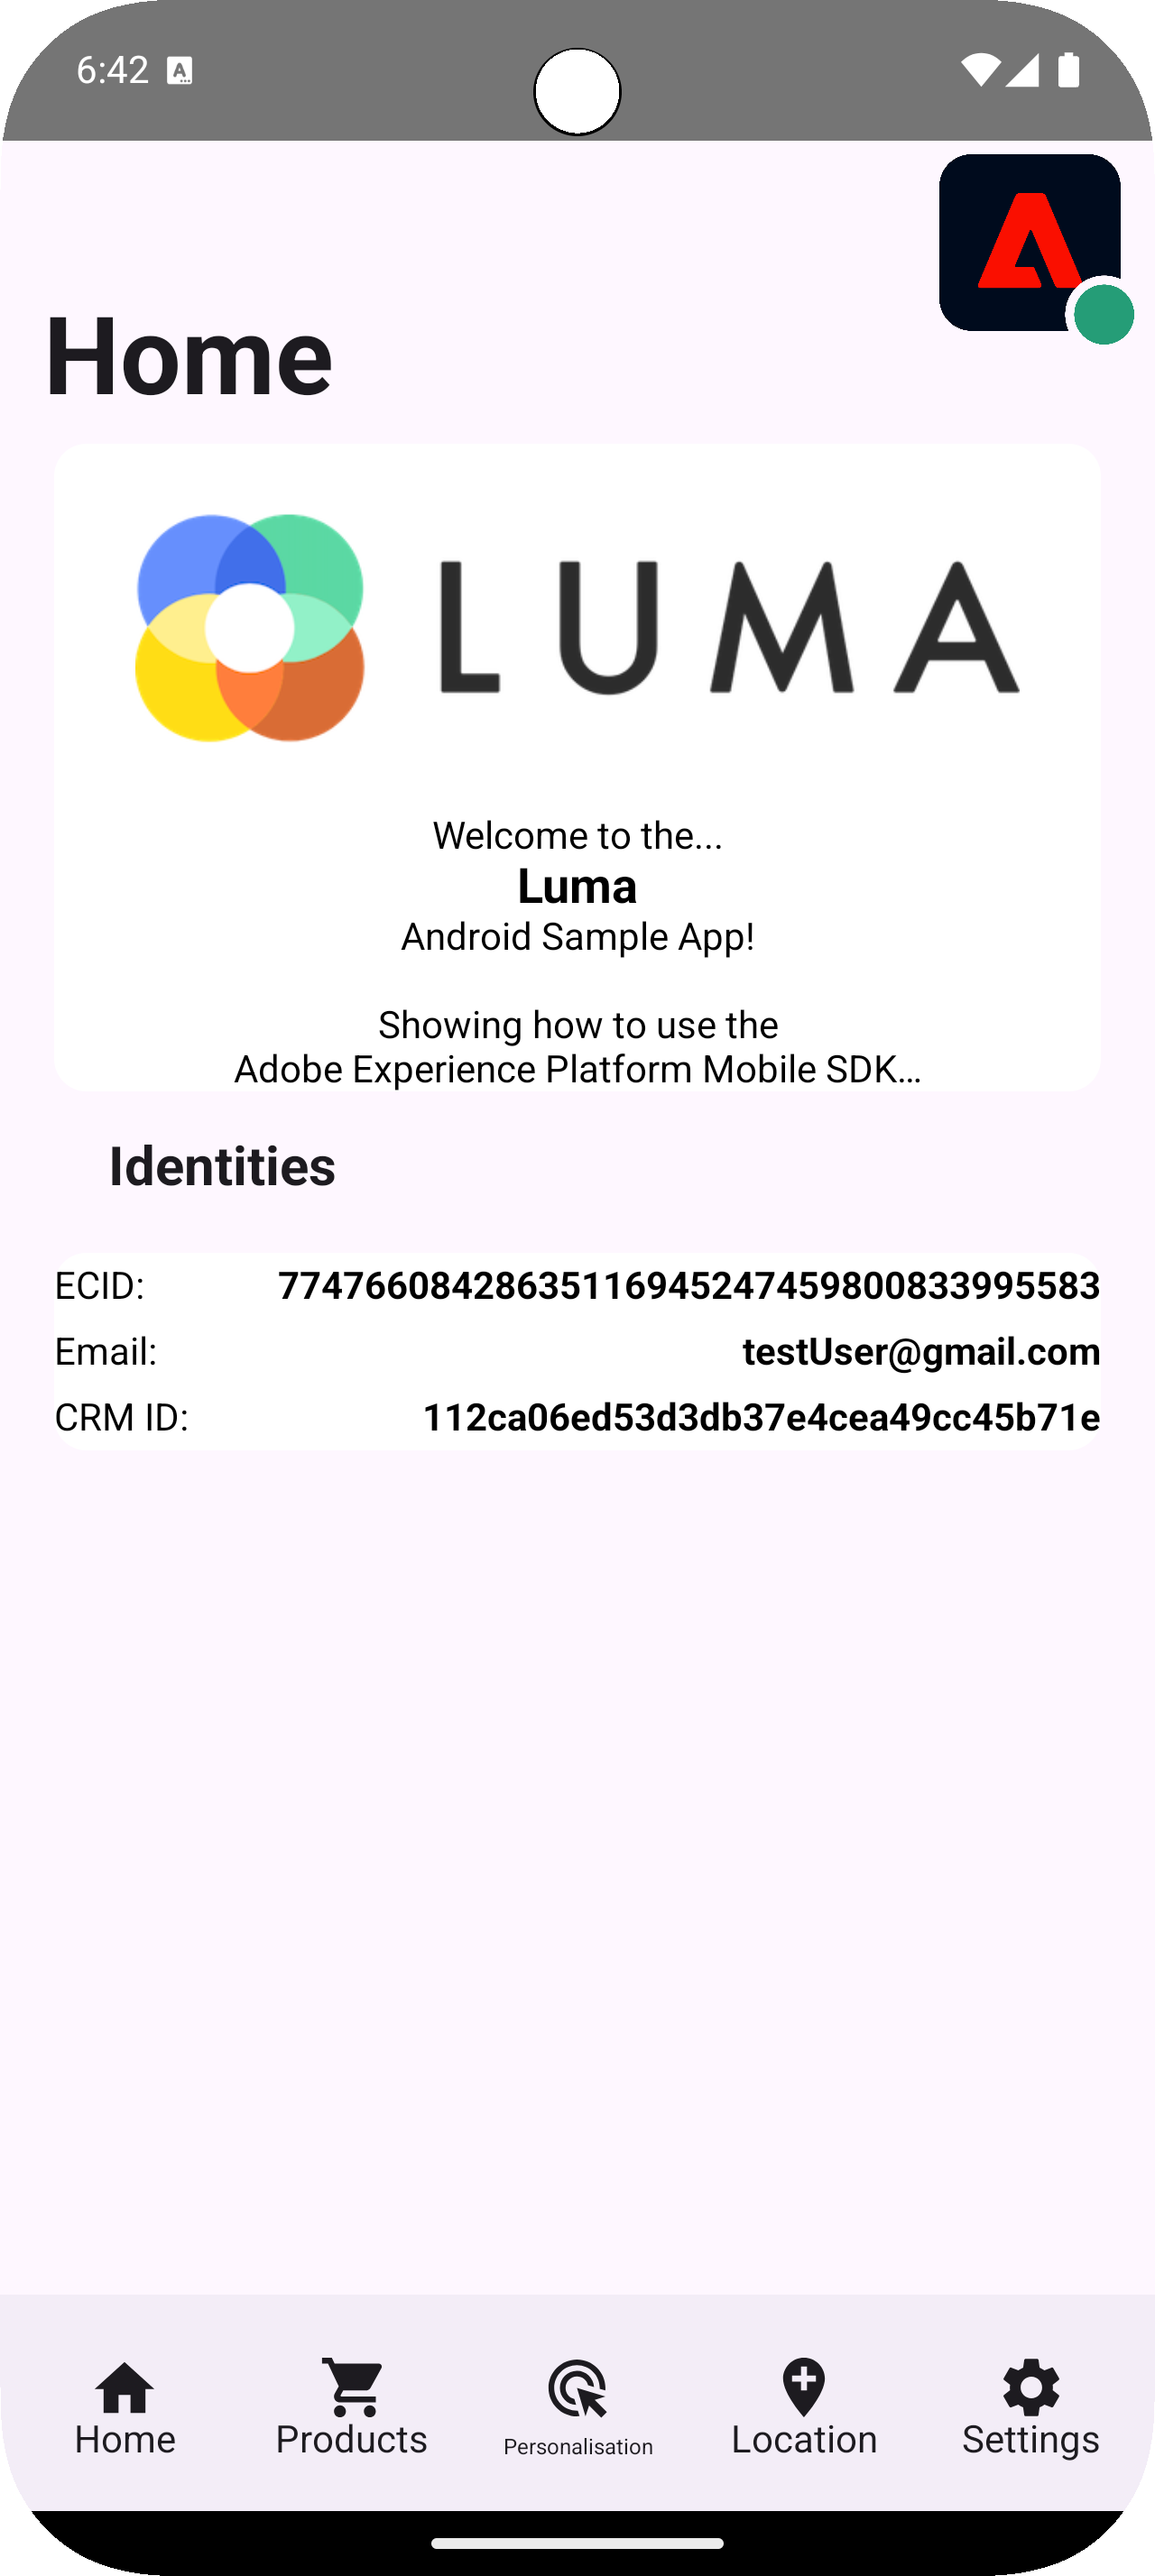 6:42
Home
LUMA
Welcome to the...
Luma
Android Sample App!
Showing how to use the
Adobe Experience Platform Mobile SDK...
Identities
ECID: 77476608428635116945247459800833995583
Email: testUser@gmail.com
CRM ID: 112ca06ed53d3db37e4cea49cc45b71e
Home Products Personalisation Location Settings